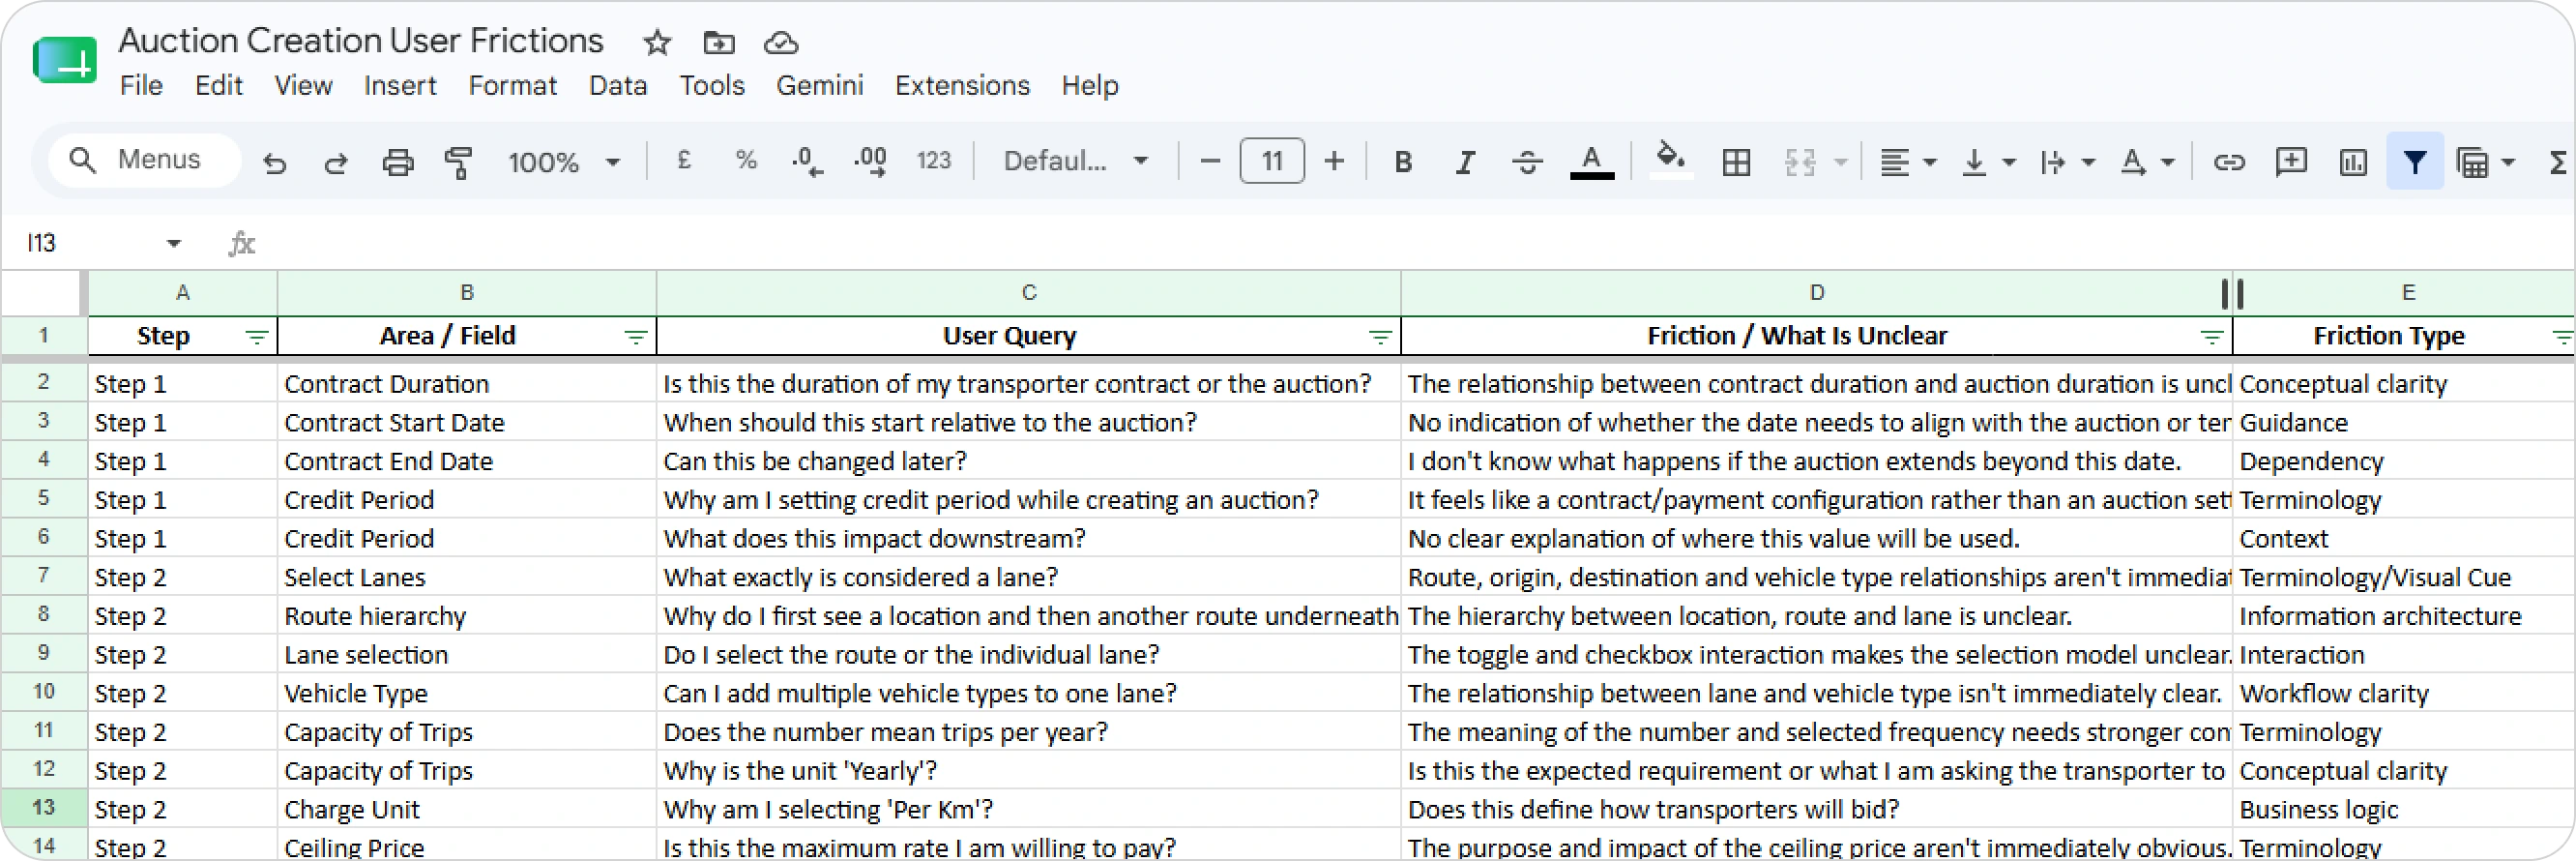 Auction Creation User Frictions
File Edit View Insert Format Data Tools Gemini Extensions Help
Menus 100% £ % .0 .00 123 Defaul... 11 B I A A Σ
I13 fx
A B C D E
1 Step Area / Field User Query Friction / What Is Unclear Friction Type
2 Step 1 Contract Duration Is this the duration of my transporter contract or the auction? The relationship between contract duration and auction duration is uncl Conceptual clarity
3 Step 1 Contract Start Date When should this start relative to the auction? No indication of whether the date needs to align with the auction or ter Guidance
4 Step 1 Contract End Date Can this be changed later? I don't know what happens if the auction extends beyond this date. Dependency
5 Step 1 Credit Period Why am I setting credit period while creating an auction? It feels like a contract/payment configuration rather than an auction set Terminology
6 Step 1 Credit Period What does this impact downstream? No clear explanation of where this value will be used. Context
7 Step 2 Select Lanes What exactly is considered a lane? Route, origin, destination and vehicle type relationships aren't immediat Terminology/Visual Cue
8 Step 2 Route hierarchy Why do I first see a location and then another route underneath The hierarchy between location, route and lane is unclear. Information architecture
9 Step 2 Lane selection Do I select the route or the individual lane? The toggle and checkbox interaction makes the selection model unclear. Interaction
10 Step 2 Vehicle Type Can I add multiple vehicle types to one lane? The relationship between lane and vehicle type isn't immediately clear. Workflow clarity
11 Step 2 Capacity of Trips Does the number mean trips per year? The meaning of the number and selected frequency needs stronger con Terminology
12 Step 2 Capacity of Trips Why is the unit 'Yearly'? Is this the expected requirement or what I am asking the transporter to Conceptual clarity
13 Step 2 Charge Unit Why am I selecting 'Per Km'? Does this define how transporters will bid? Business logic
14 Step 2 Ceiling Price Is this the maximum rate I am willing to pay? The purpose and impact of the ceiling price aren't immediately obvious. Terminology